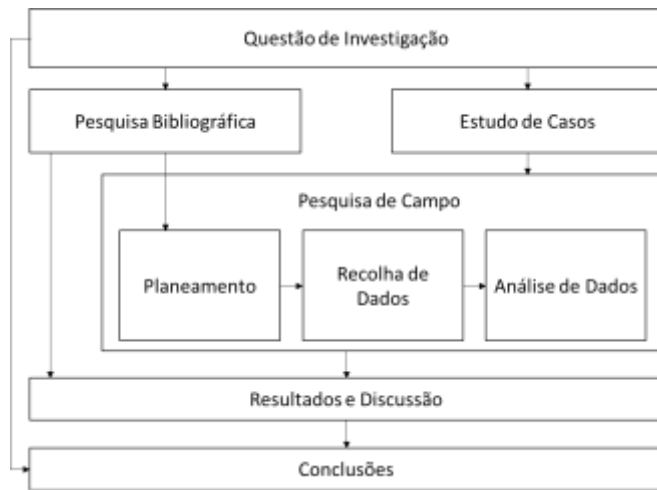 Questão de Investigação
Pesquisa Bibliográfica
Estudo de Casos
Pesquisa de Campo
Planeamento
Recolha de
Dados
Análise de Dados
Resultados e Discussão
Conclusões